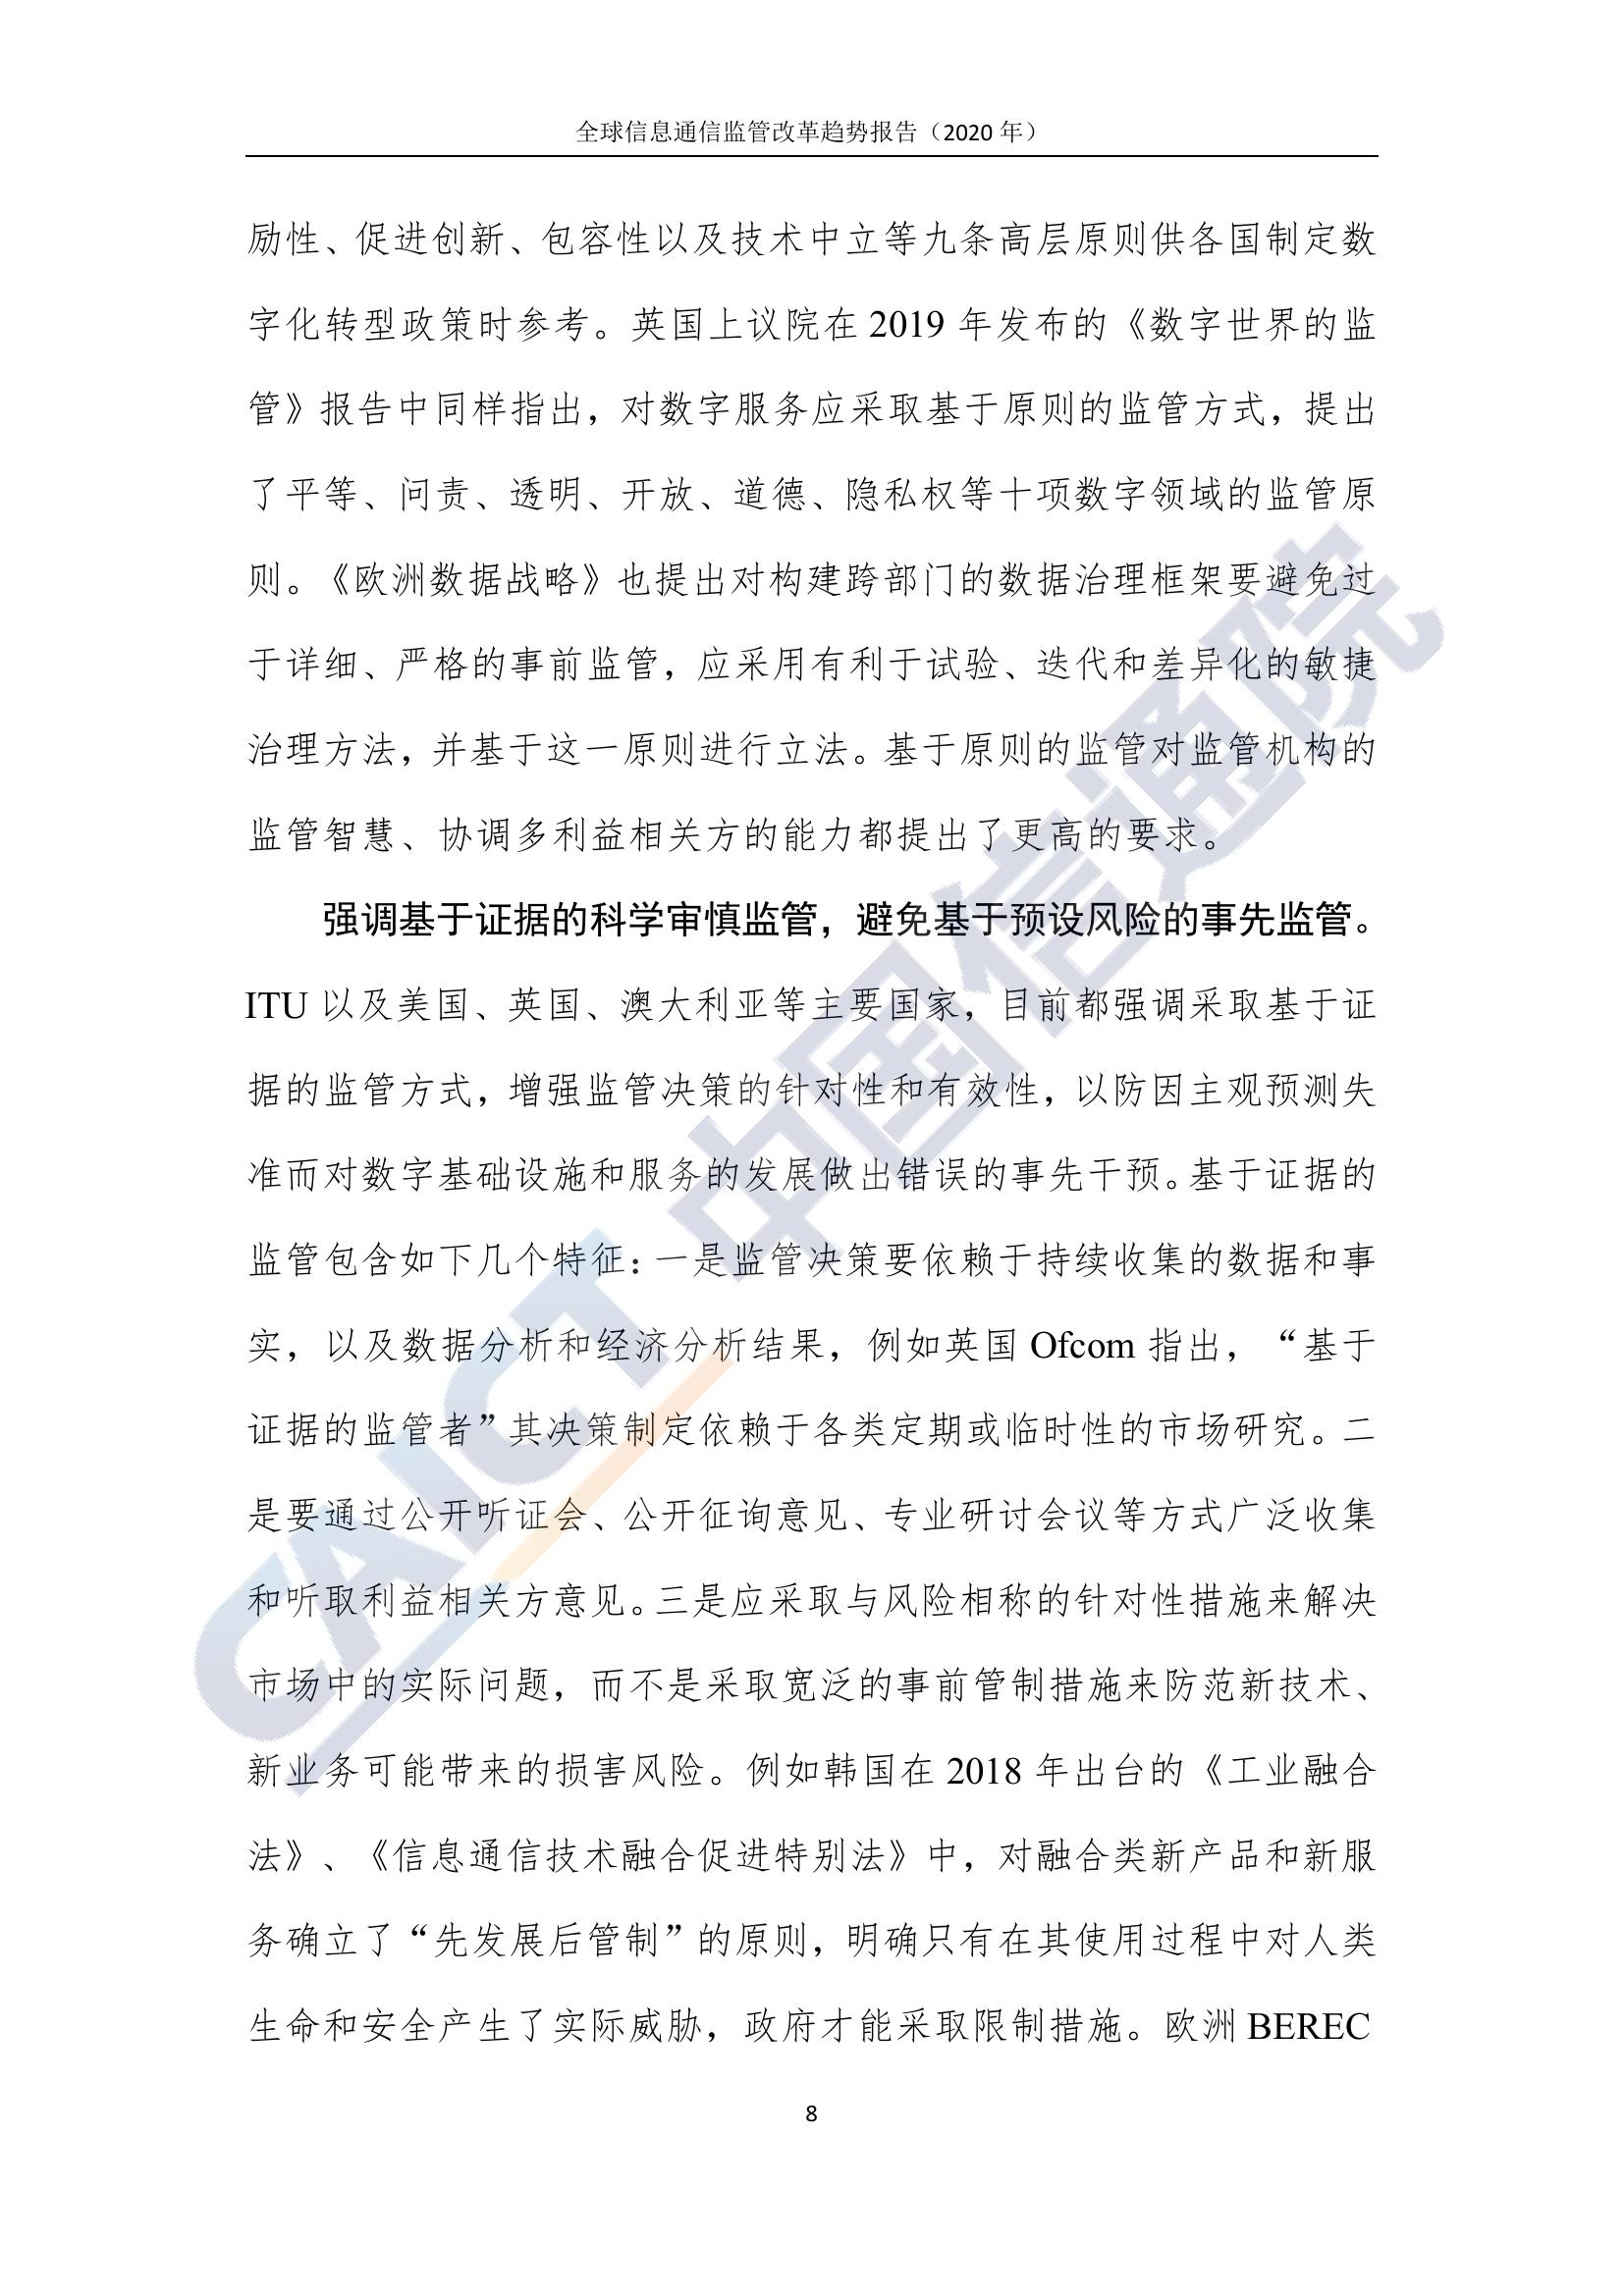 全球信息通信监管改革趋势报告（2020 年）
励性、促进创新、包容性以及技术中立等九条高层原则供各国制定数
字化转型政策时参考。英国上议院在 2019 年发布的《数字世界的监
管》报告中同样指出，对数字服务应采取基于原则的监管方式，提出
了平等、问责、透明、开放、道德、隐私权等十项数字领域的监管原
则。《欧洲数据战略》也提出对构建跨部门的数据治理框架要避免过
于详细、严格的事前监管，应采用有利于试验、迭代和差异化的敏捷
治理方法，并基于这一原则进行立法。基于原则的监管对监管机构的
监管智慧、协调多利益相关方的能力都提出了更高的要求。
强调基于证据的科学审慎监管，避免基于预设风险的事先监管。
ITU 以及美国、英国、澳大利亚等主要国家，目前都强调采取基于证
据的监管方式，增强监管决策的针对性和有效性，以防因主观预测失
准而对数字基础设施和服务的发展做出错误的事先干预。基于证据的
监管包含如下几个特征：一是监管决策要依赖于持续收集的数据和事
实，以及数据分析和经济分析结果，例如英国 Ofcom 指出，“基于
证据的监管者”其决策制定依赖于各类定期或临时性的市场研究。二
是要通过公开听证会、公开征询意见、专业研讨会议等方式广泛收集
和听取利益相关方意见。三是应采取与风险相称的针对性措施来解决
市场中的实际问题，而不是采取宽泛的事前管制措施来防范新技术、
新业务可能带来的损害风险。例如韩国在 2018 年出台的《工业融合
法》、《信息通信技术融合促进特别法》中，对融合类新产品和新服
务确立了“先发展后管制”的原则，明确只有在其使用过程中对人类
生命和安全产生了实际威胁，政府才能采取限制措施。欧洲 BEREC
8
CAICT 中国信通院